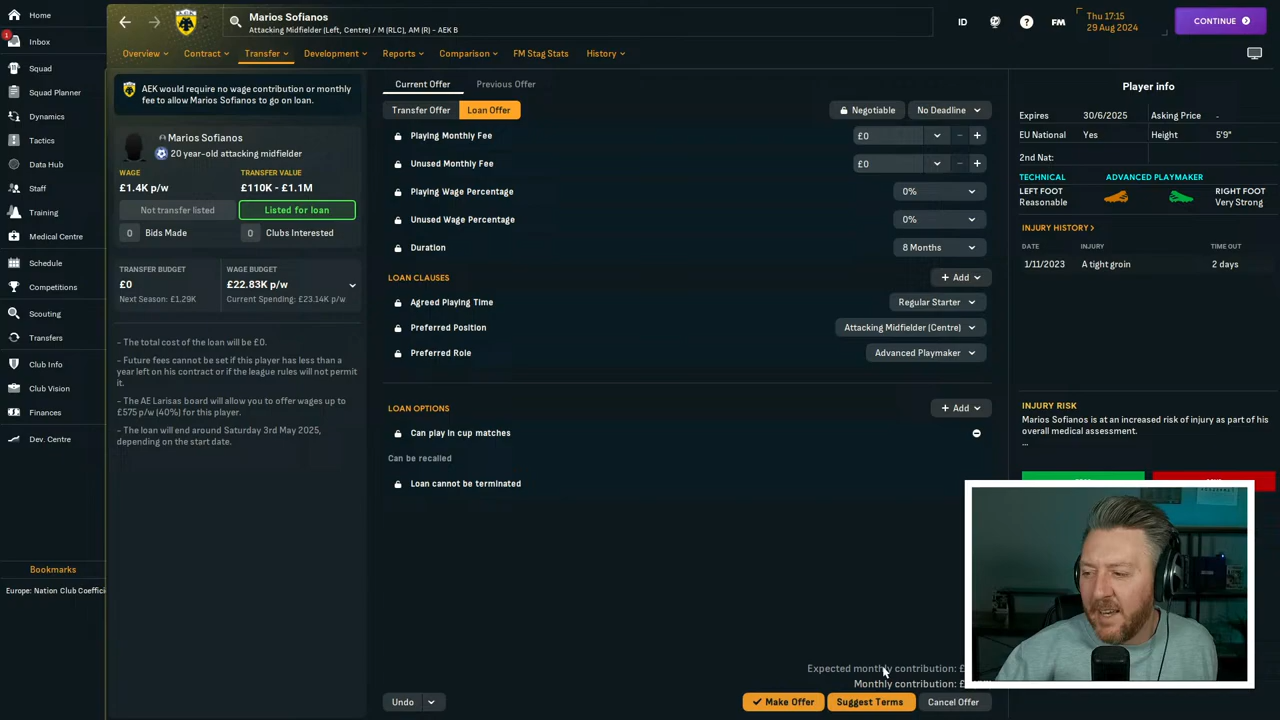 Home
1
Inbox
Squad
Squad Planner
Dynamics
Tactics
Data Hub
Staff
Training
Medical Centre
Schedule
Competitions
Scouting
Transfers
Club Info
Club Vision
Finances
Dev. Centre
Bookmarks
Europe: Nation Club Coeffici
Marios Sofianos
Attacking Midfielder (Left, Centre) / M (RLC), AM (R) - AEK B
ID
FM
Thu 17:15
29 Aug 2024
CONTINUE
Overview
Contract
Transfer
Development
Reports
Comparison
FM Stag Stats
History
AEK would require no wage contribution or monthly
fee to allow Marios Sofianos to go on loan.
Marios Sofianos
20 year-old attacking midfielder
WAGE
£1.4K p/w
TRANSFER VALUE
£110K - £1.1M
Not transfer listed
Listed for loan
0 Bids Made
0 Clubs Interested
TRANSFER BUDGET
£0
Next Season: £1.29K
WAGE BUDGET
£22.83K p/w
Current Spending: £23.14K p/w
- The total cost of the loan will be £0.
- Future fees cannot be set if this player has less than a
year left on his contract or if the league rules will not permit
it.
- The AE Larisas board will allow you to offer wages up to
£575 p/w (40%) for this player.
- The loan will end around Saturday 3rd May 2025,
depending on the start date.
Current Offer
Previous Offer
Transfer Offer
Loan Offer
Negotiable
No Deadline
Playing Monthly Fee £0
Unused Monthly Fee £0
Playing Wage Percentage 0%
Unused Wage Percentage 0%
Duration 8 Months
LOAN CLAUSES + Add
Agreed Playing Time Regular Starter
Preferred Position Attacking Midfielder (Centre)
Preferred Role Advanced Playmaker
LOAN OPTIONS + Add
Can play in cup matches
Can be recalled
Loan cannot be terminated
Expected monthly contribution: £
Monthly contribution: £
Undo
Make Offer
Suggest Terms
Cancel Offer
Player info
Expires 30/6/2025
Asking Price -
EU National Yes
Height 5'9"
2nd Nat:
TECHNICAL
ADVANCED PLAYMAKER
LEFT FOOT
Reasonable
RIGHT FOOT
Very Strong
INJURY HISTORY >
DATE INJURY TIME OUT
1/11/2023 A tight groin 2 days
INJURY RISK
Marios Sofianos is at an increased risk of injury as part of his
overall medical assessment.
...